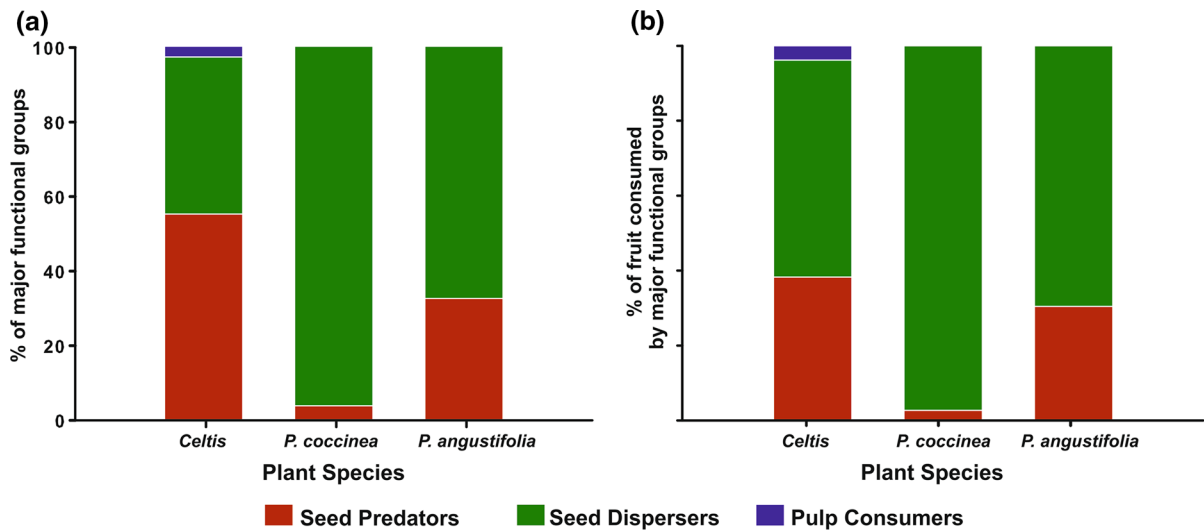 (a)
% of major functional groups
100
80
60
40
20
0
Celtis P. coccinea P. angustifolia
Plant Species
(b)
% of fruit consumed
by major functional groups
Celtis P. coccinea P. angustifolia
Plant Species
Seed Predators Seed Dispersers Pulp Consumers